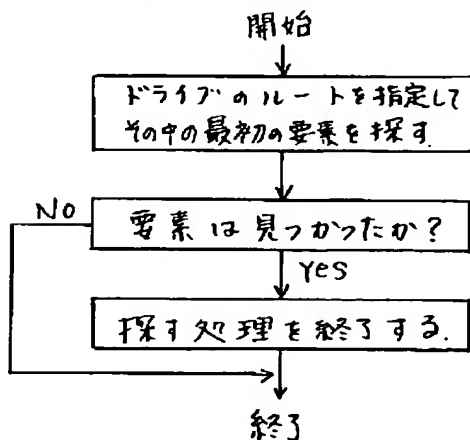 開始
ドライブのルートを指定して
その中の最初の要素を探す.
No
要素は見つかったか?
Yes
探す処理を終了する.
終了